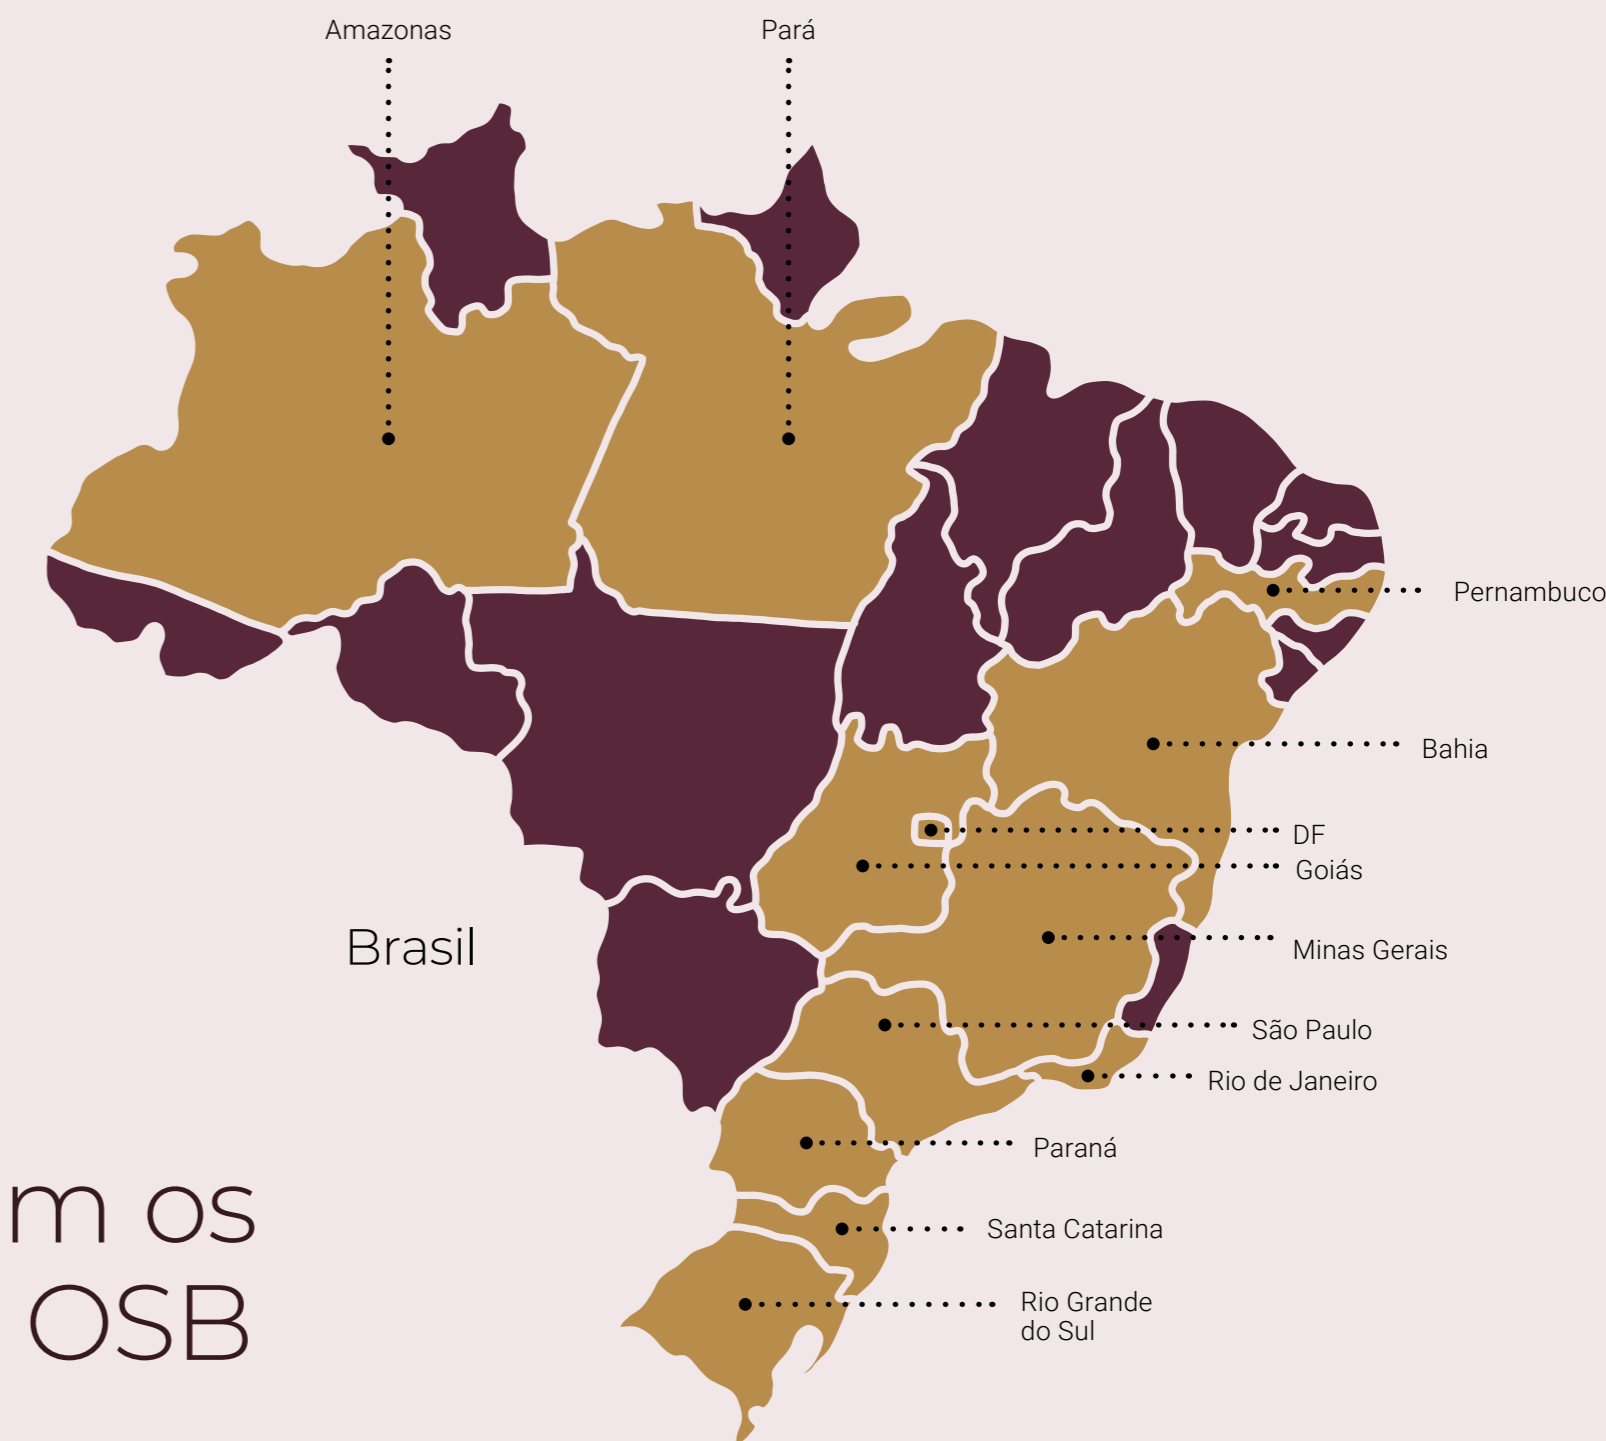 Amazonas
Pará
Pernambuco
Bahia
DF
Goiás
Brasil
Minas Gerais
São Paulo
Rio de Janeiro
Paraná
m os
OSB
Santa Catarina
Rio Grande
do Sul